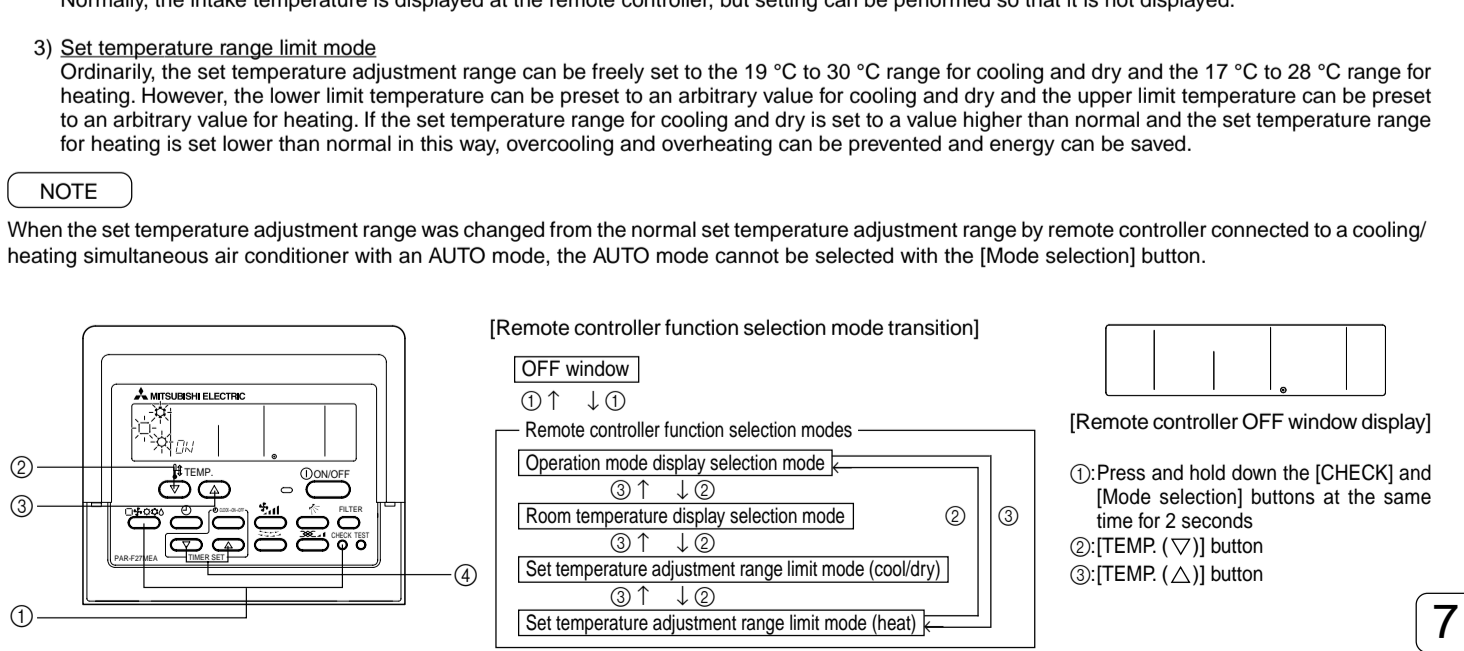 Normally, the intake temperature is displayed at the remote controller, but setting can be performed so that it is not displayed.
3) Set temperature range limit mode
Ordinarily, the set temperature adjustment range can be freely set to the 19 °C to 30 °C range for cooling and dry and the 17 °C to 28 °C range for
heating. However, the lower limit temperature can be preset to an arbitrary value for cooling and dry and the upper limit temperature can be preset
to an arbitrary value for heating. If the set temperature range for cooling and dry is set to a value higher than normal and the set temperature range
for heating is set lower than normal in this way, overcooling and overheating can be prevented and energy can be saved.
NOTE
When the set temperature adjustment range was changed from the normal set temperature adjustment range by remote controller connected to a cooling/
heating simultaneous air conditioner with an AUTO mode, the AUTO mode cannot be selected with the [Mode selection] button.
MITSUBISHI ELECTRIC
ON
TEMP.
ON/OFF
CLOCK→ON→OFF
FILTER
CHECK TEST
PAR-F27MEA
TIMER SET
②
③
④
①
[Remote controller function selection mode transition]
OFF window
①↑ ↓①
Remote controller function selection modes
Operation mode display selection mode
③↑ ↓②
Room temperature display selection mode
② ③
③↑ ↓②
Set temperature adjustment range limit mode (cool/dry)
③↑ ↓②
Set temperature adjustment range limit mode (heat)
[Remote controller OFF window display]
①:Press and hold down the [CHECK] and
[Mode selection] buttons at the same
time for 2 seconds
②:[TEMP. (▽)] button
③:[TEMP. (△)] button
7